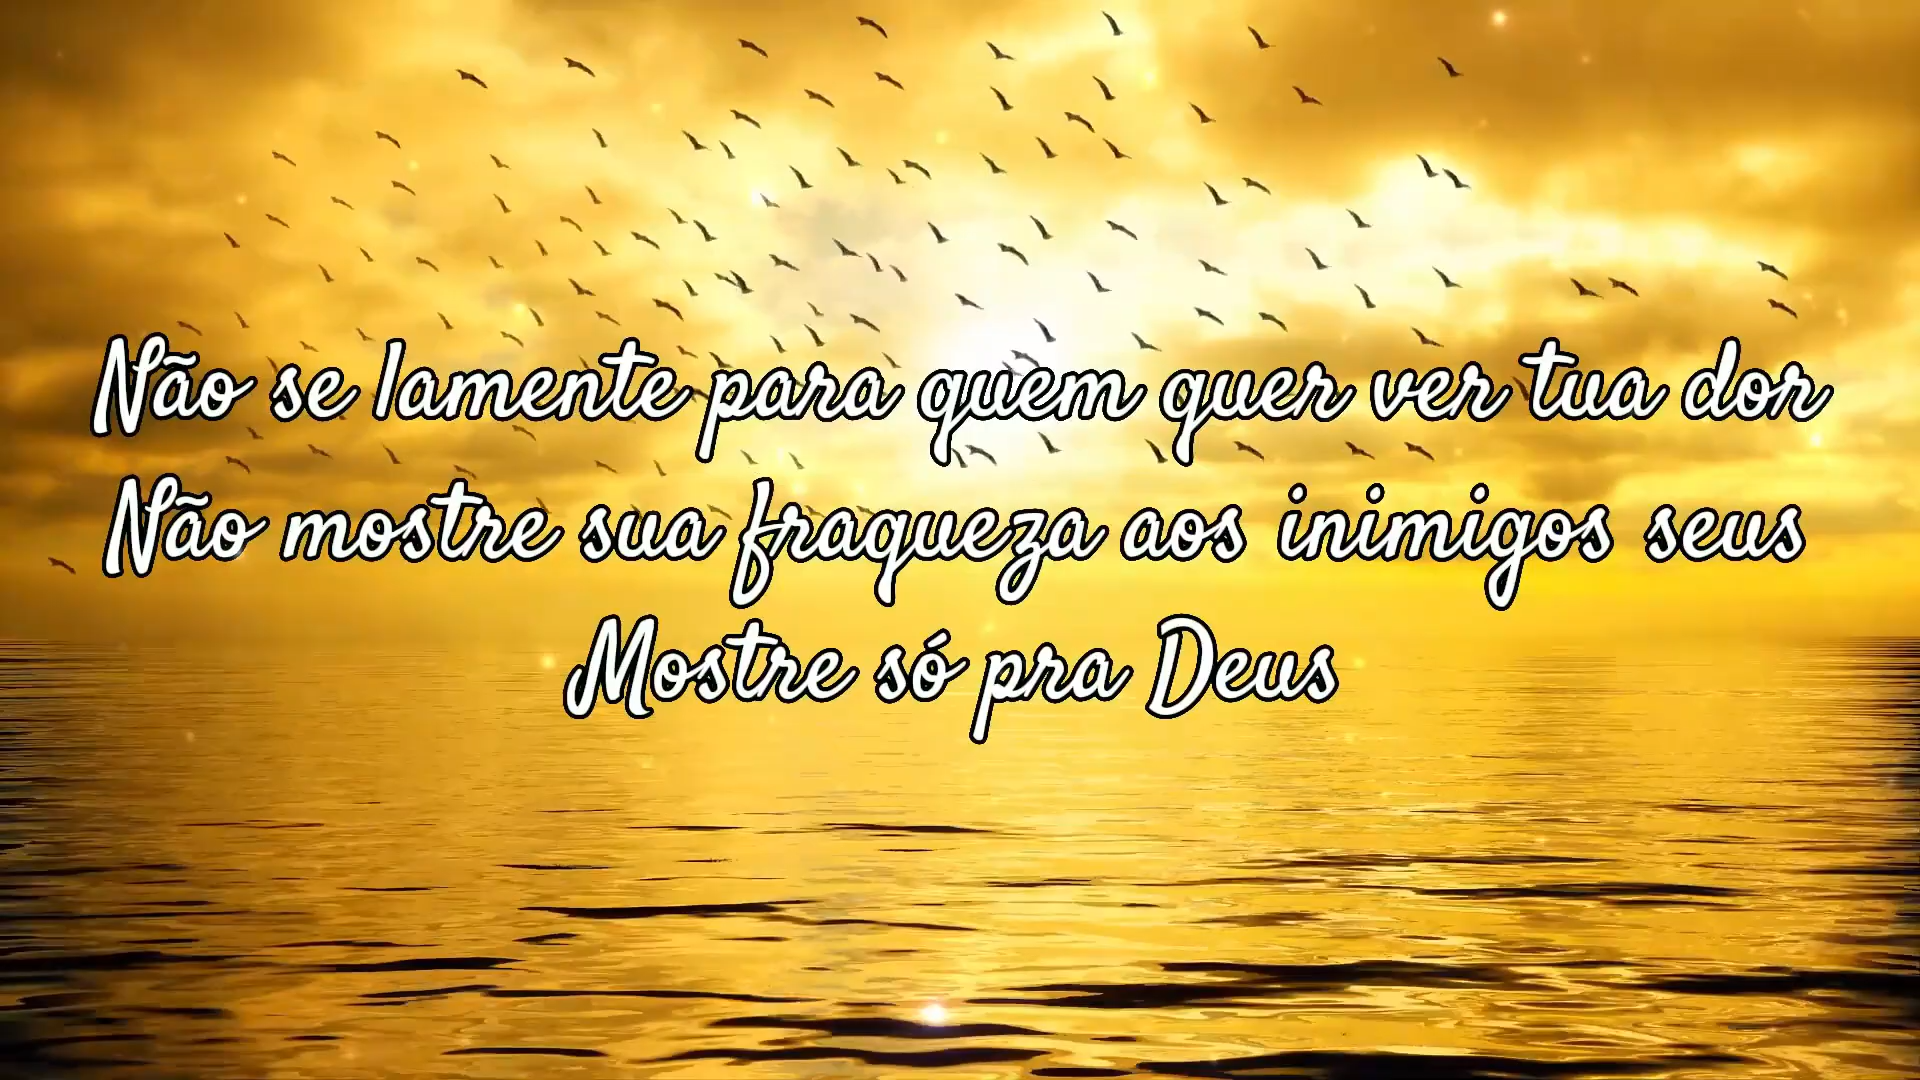 Não se lamente para quem quer ver tua dor
Não mostre sua fraqueza aos inimigos seus
Mostre só pra Deus